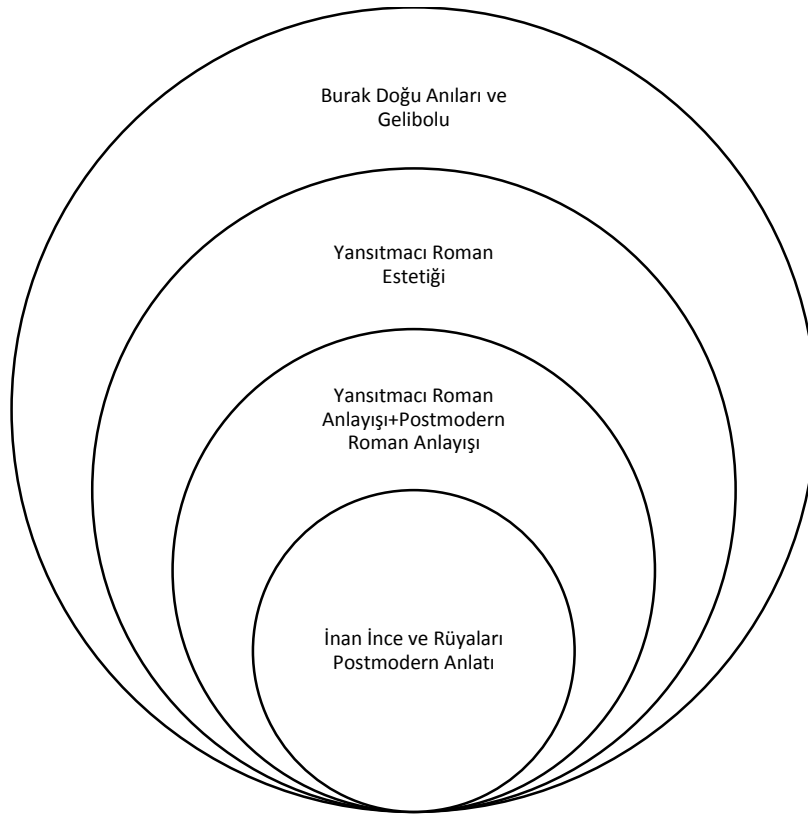 Burak Doğu Anıları ve
Gelibolu
Yansıtmacı Roman
Estetiği
Yansıtmacı Roman
Anlayışı+Postmodern
Roman Anlayışı
İnan İnce ve Rüyaları
Postmodern Anlatı